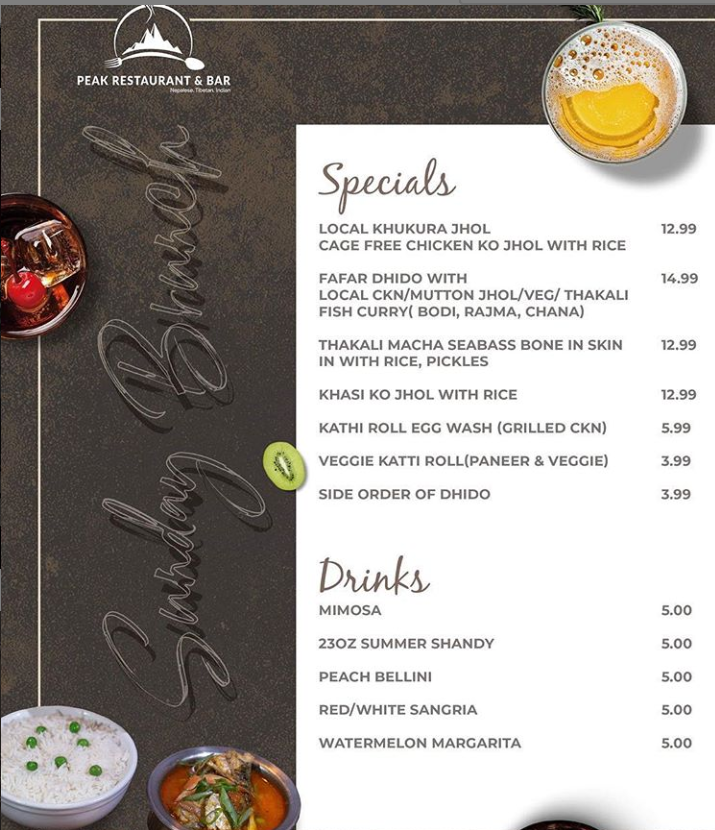 PEAK RESTAURANT & BAR
Nepalese. Tibetan. Indian
Sunday Brunch
Specials
LOCAL KHUKURA JHOL 12.99
CAGE FREE CHICKEN KO JHOL WITH RICE
FAFAR DHIDO WITH 14.99
LOCAL CKN/MUTTON JHOL/VEG/ THAKALI
FISH CURRY( BODI, RAJMA, CHANA)
THAKALI MACHA SEABASS BONE IN SKIN 12.99
IN WITH RICE, PICKLES
KHASI KO JHOL WITH RICE 12.99
KATHI ROLL EGG WASH (GRILLED CKN) 5.99
VEGGIE KATTI ROLL(PANEER & VEGGIE) 3.99
SIDE ORDER OF DHIDO 3.99
Drinks
MIMOSA 5.00
23OZ SUMMER SHANDY 5.00
PEACH BELLINI 5.00
RED/WHITE SANGRIA 5.00
WATERMELON MARGARITA 5.00